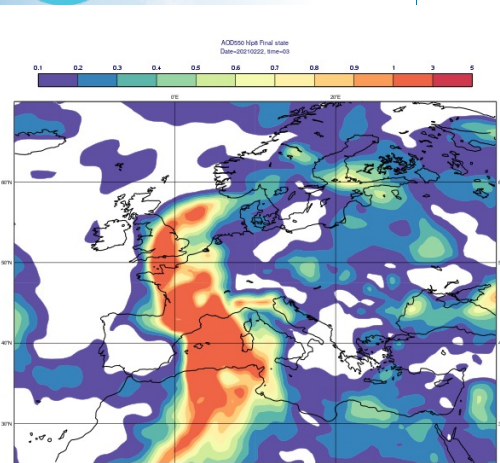 AOD550 hlp8 Final state
Date=20210222, time=03
0.1 0.2 0.3 0.4 0.5 0.6 0.7 0.8 0.9 1 3 5
0°E 20°E
60°N
50°N
40°N
30°N